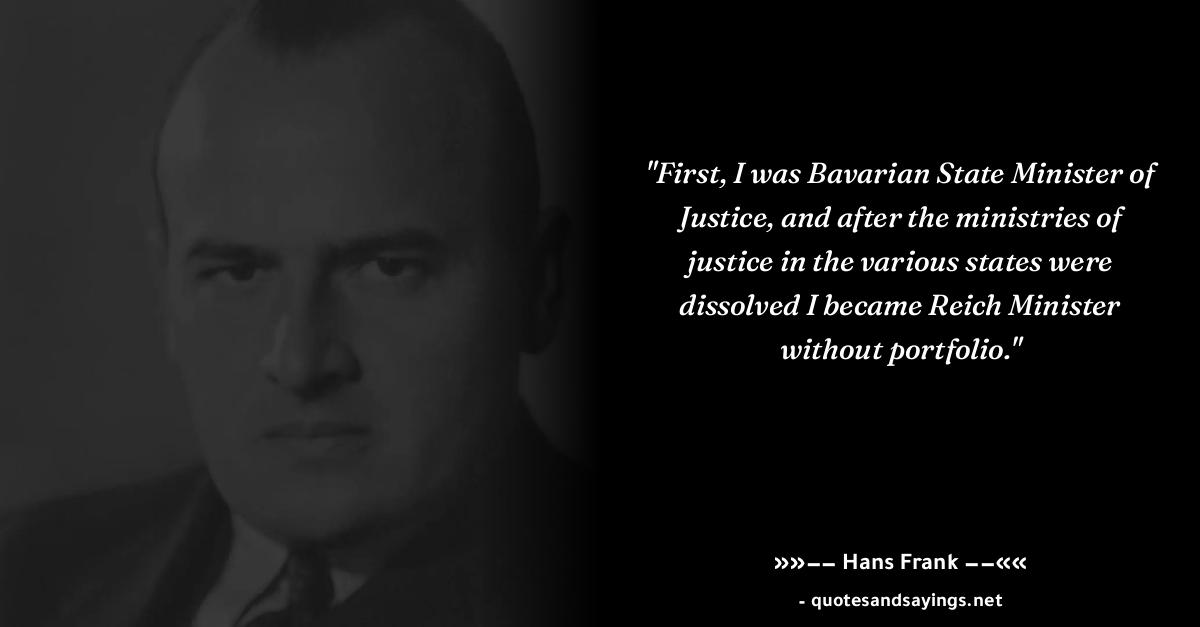 "First, I was Bavarian State Minister of
Justice, and after the ministries of
justice in the various states were
dissolved I became Reich Minister
without portfolio."
»»–– Hans Frank ––««
- quotesandsayings.net